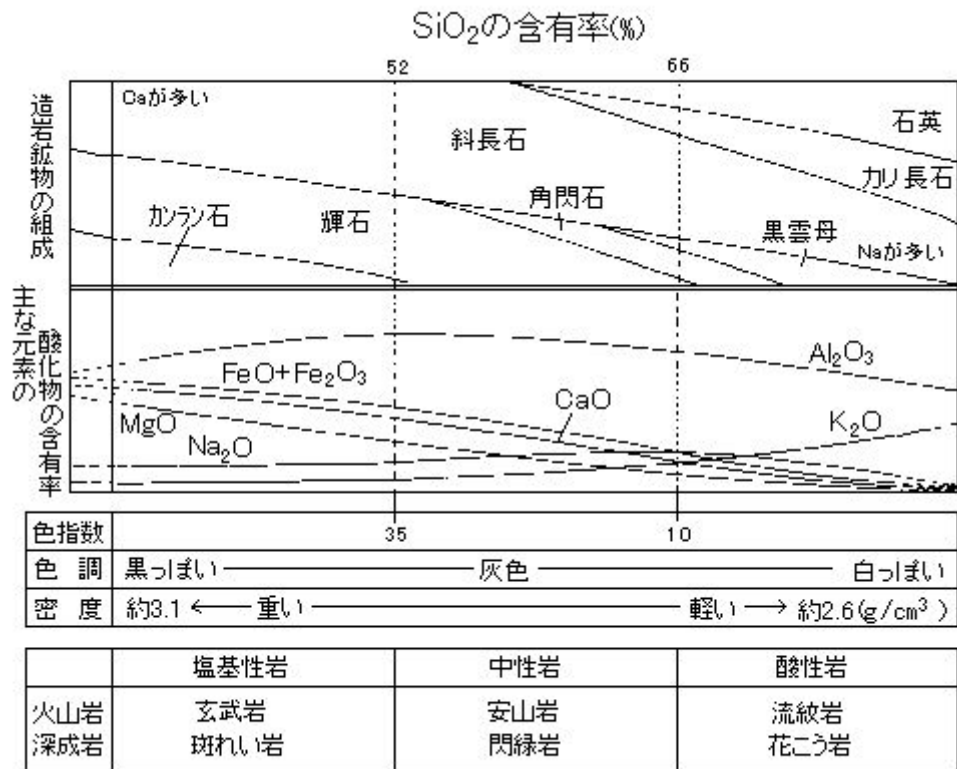 SiO₂の含有率(%)
52 66
造岩鉱物の組成
Caが多い
石英
斜長石
カリ長石
角閃石
カンラン石 輝石
黒雲母
Naが多い
主な元素の
酸化物の含有率
Al₂O₃
FeO+Fe₂O₃
CaO
MgO
K₂O
Na₂O
色指数 35 10
色調 黒っぽい 灰色 白っぽい
密度 約3.1 ← 重い 軽い → 約2.6(g/cm³)
塩基性岩 中性岩 酸性岩
火山岩 玄武岩 安山岩 流紋岩
深成岩 斑れい岩 閃緑岩 花こう岩